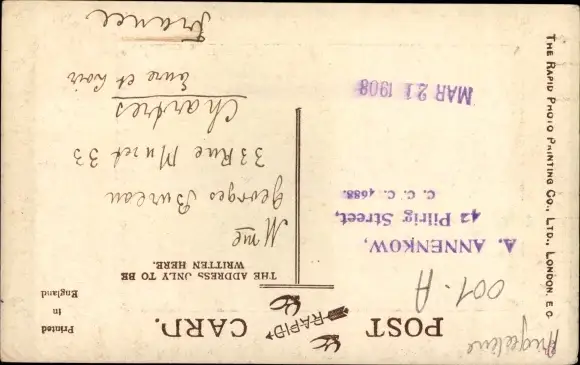 Angeline
POST CARD.
RAPID
001. A
Printed
in
England
THE ADDRESS ONLY TO BE
WRITTEN HERE.
A. ANNENKOW,
42 Pilrig Street,
C. C. C. 4688.
MAR 21 1908
Mme
Georges Bureau
33 Rue Muret 33
Chartres
Eure et Loir
France
THE RAPID PHOTO PRINTING CO., LTD., LONDON. E.C.